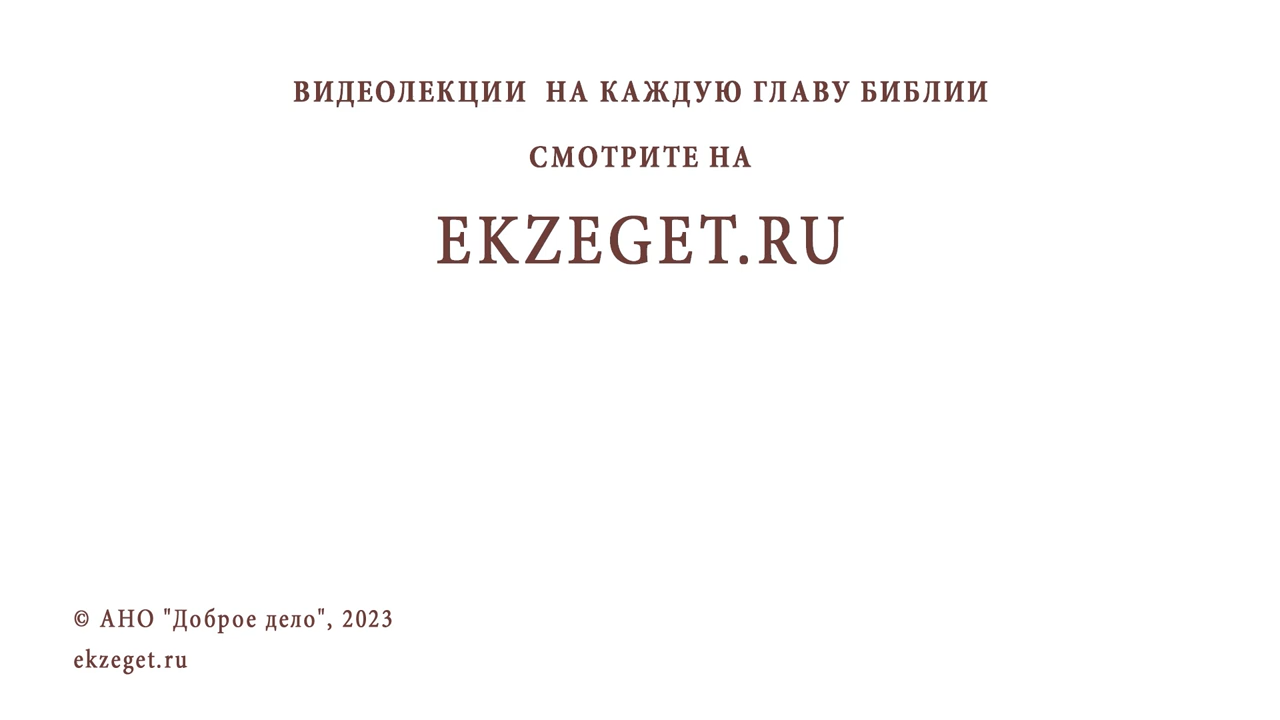 ВИДЕОЛЕКЦИИ НА КАЖДУЮ ГЛАВУ БИБЛИИ
СМОТРИТЕ НА
EKZEGET.RU
© АНО "Доброе дело", 2023
ekzeget.ru